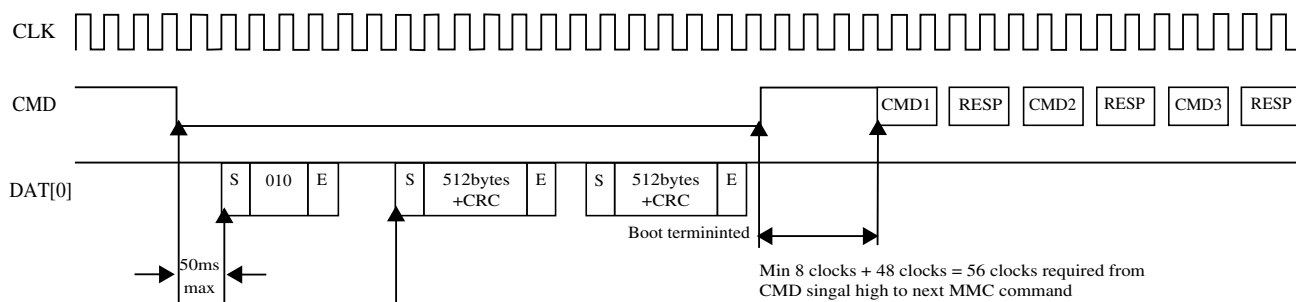 CLK
CMD
CMD1 RESP CMD2 RESP CMD3 RESP
DAT[0]
S 010 E
S 512bytes +CRC E
S 512bytes +CRC E
Boot termininted
50ms
max
Min 8 clocks + 48 clocks = 56 clocks required from
CMD singal high to next MMC command